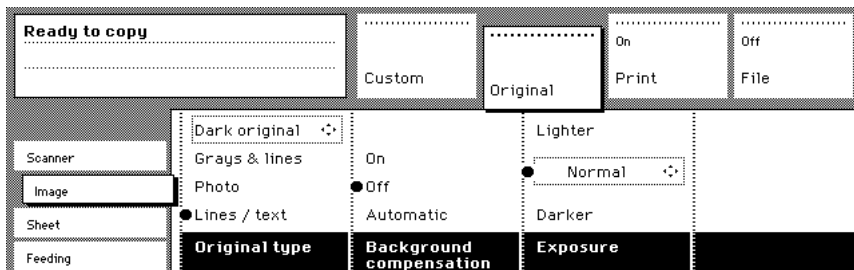 Ready to copy
Custom
Original
On
Print
Off
File
Scanner
Image
Sheet
Feeding
Dark original
Grays & lines
Photo
Lines / text
Original type
On
Off
Automatic
Background
compensation
Lighter
Normal
Darker
Exposure